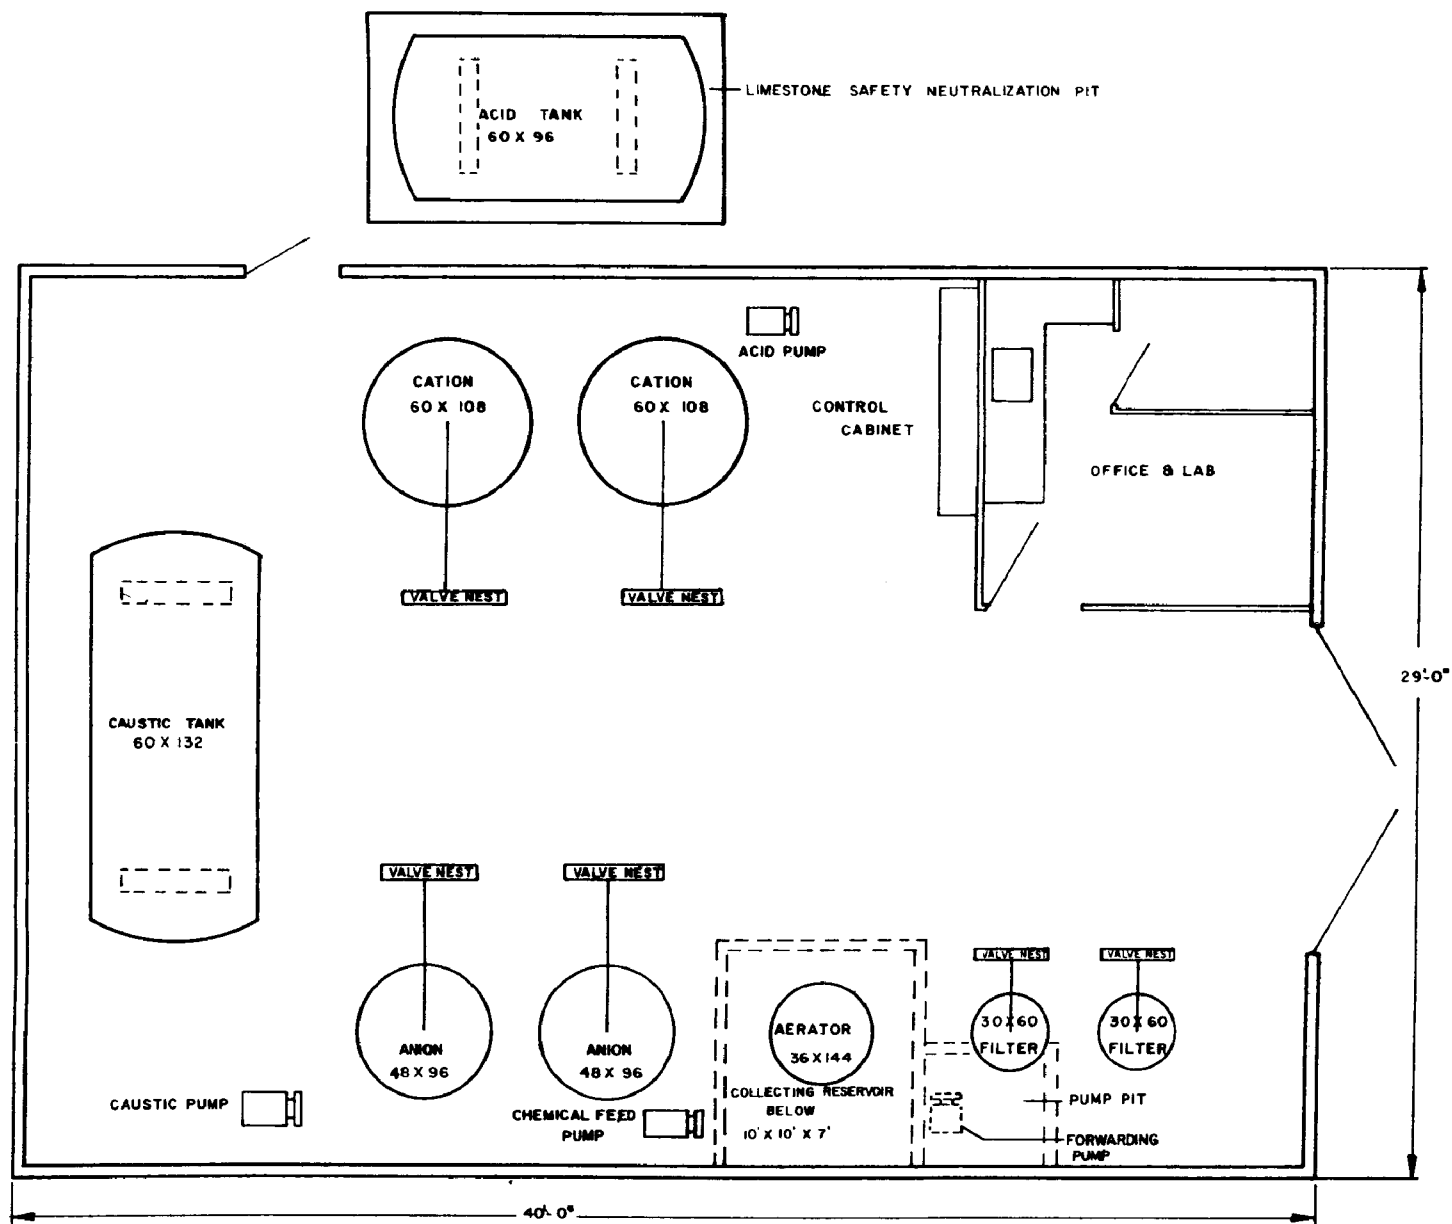 LIMESTONE SAFETY NEUTRALIZATION PIT
ACID TANK
60 X 96
ACID PUMP
CATION
60 X 108
CATION
60 X 108
CONTROL
CABINET
OFFICE & LAB
VALVE NEST
VALVE NEST
29'-0"
CAUSTIC TANK
60 X 132
VALVE NEST
VALVE NEST
VALVE NEST
VALVE NEST
ANION
48 X 96
ANION
48 X 96
AERATOR
36 X 144
30 X 60
FILTER
30 X 60
FILTER
COLLECTING RESERVOIR
BELOW
10' X 10' X 7'
CAUSTIC PUMP
CHEMICAL FEED
PUMP
PUMP PIT
FORWARDING
PUMP
40'-0"